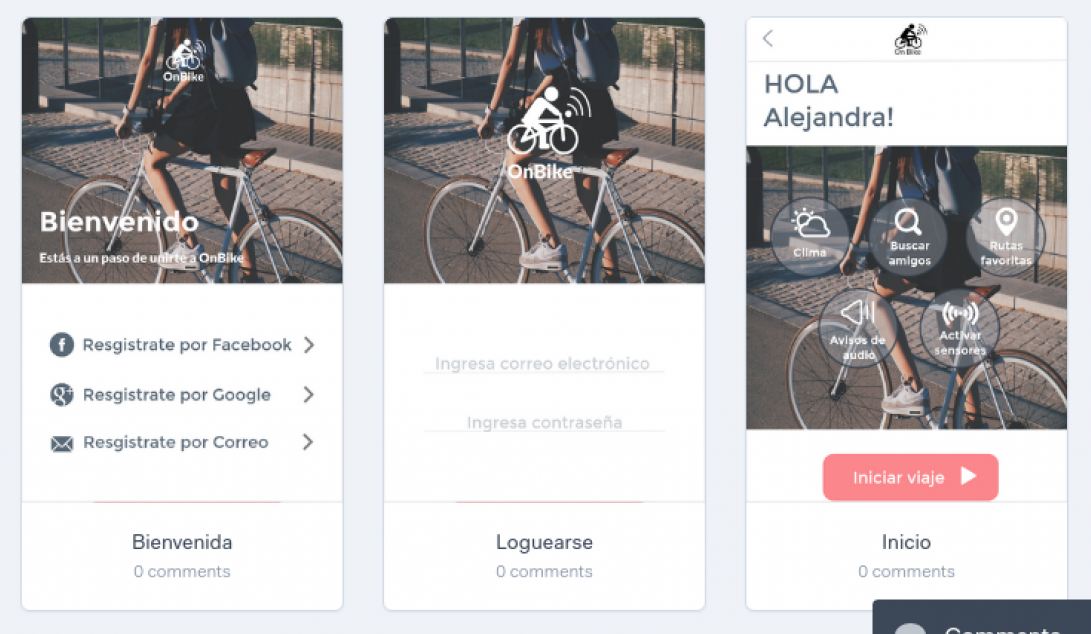 OnBike
Bienvenido
Estás a un paso de unirte a OnBike
Resgistrate por Facebook
Resgistrate por Google
Resgistrate por Correo
Bienvenida
0 comments
OnBike
Ingresa correo electrónico
Ingresa contraseña
Loguearse
0 comments
On Bike
HOLA
Alejandra!
Clima
Buscar
amigos
Rutas
favoritas
Avisos de
audio
Activar
sensores
Iniciar viaje
Inicio
0 comments